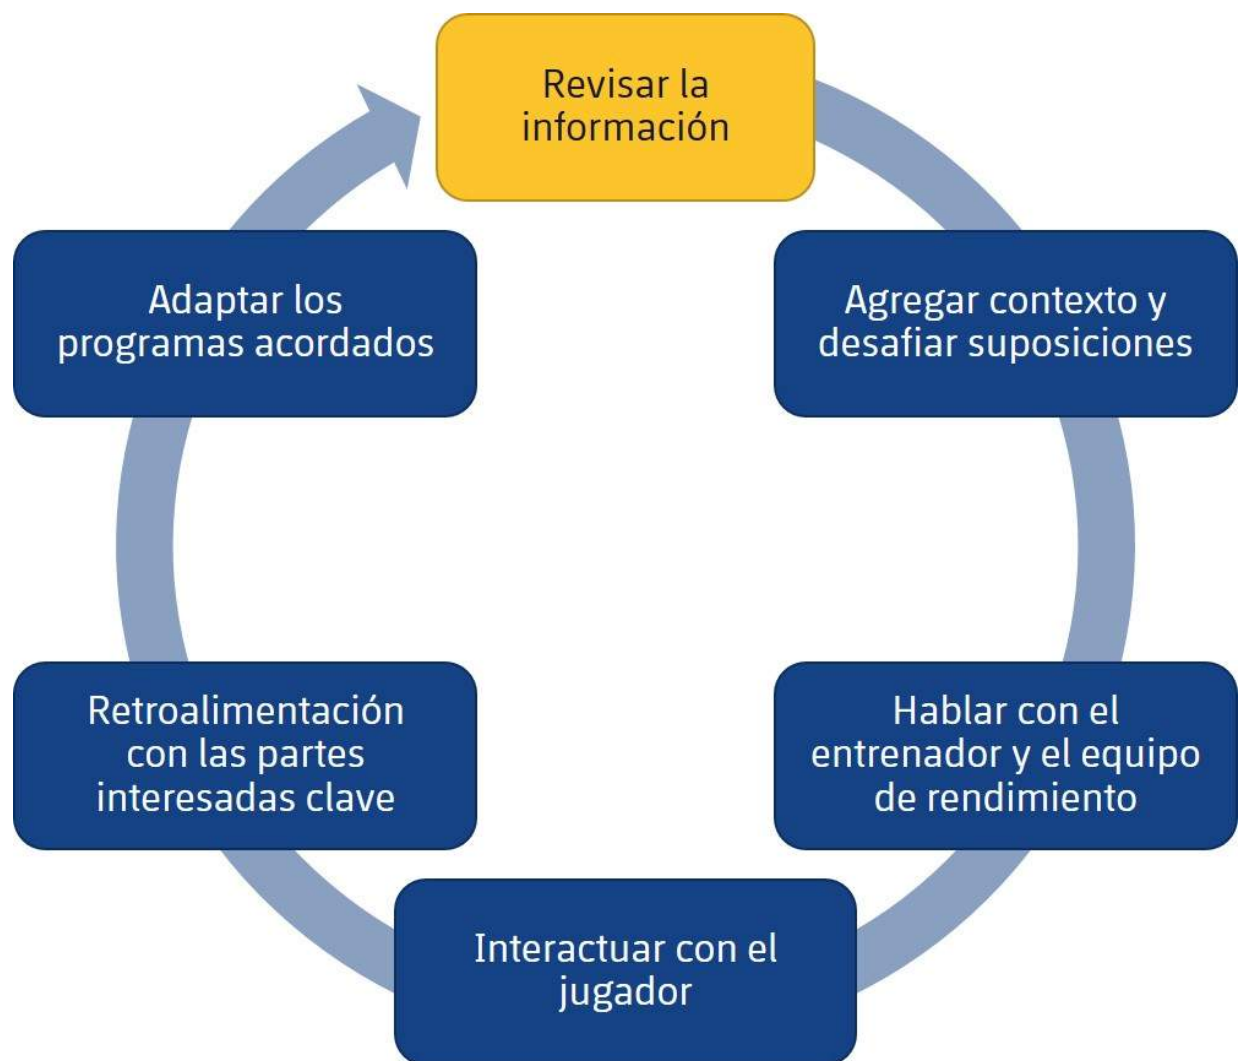 Revisar la
información
Agregar contexto y
desafiar suposiciones
Hablar con el
entrenador y el equipo
de rendimiento
Interactuar con el
jugador
Retroalimentación
con las partes
interesadas clave
Adaptar los
programas acordados